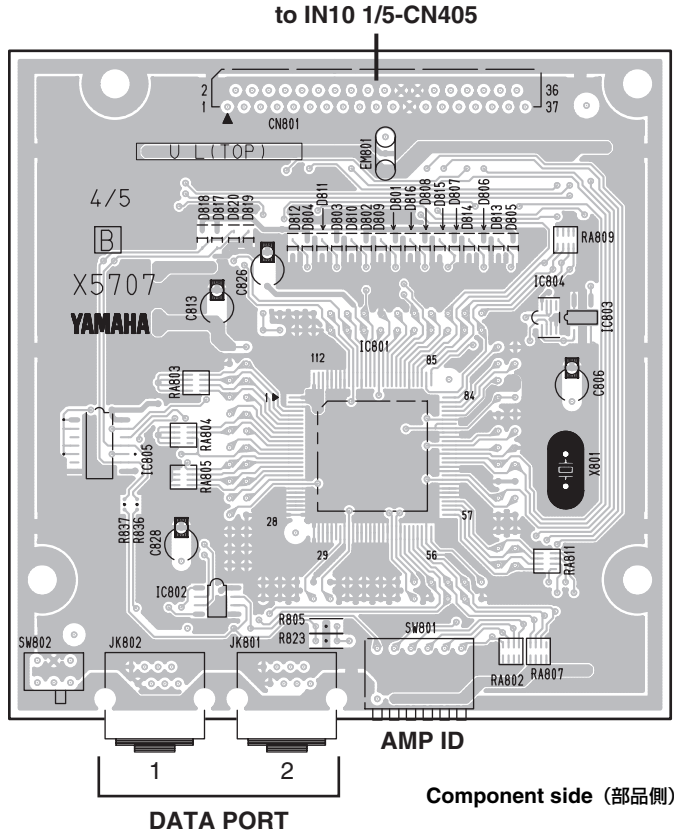 to IN10 1/5-CN405
2 36
1 37
CN801
U L(TOP)
EM801
4/5
B
X5707
YAMAHA
D818
D817
D820
D819
D812
D804
D811
D803
D810
D802
D809
D801
D816
D808
D815
D807
D814
D806
D813
D805
RA809
C826
C813
IC804
IC803
IC801
112
85
84
1
RA803
C806
RA804
IC805
RA805
X801
R837
R836
28
57
C828
29
56
RA811
IC802
R805
R823
SW801
SW802
JK802
JK801
RA802
RA807
AMP ID
1
2
DATA PORT
Component side（部品側）